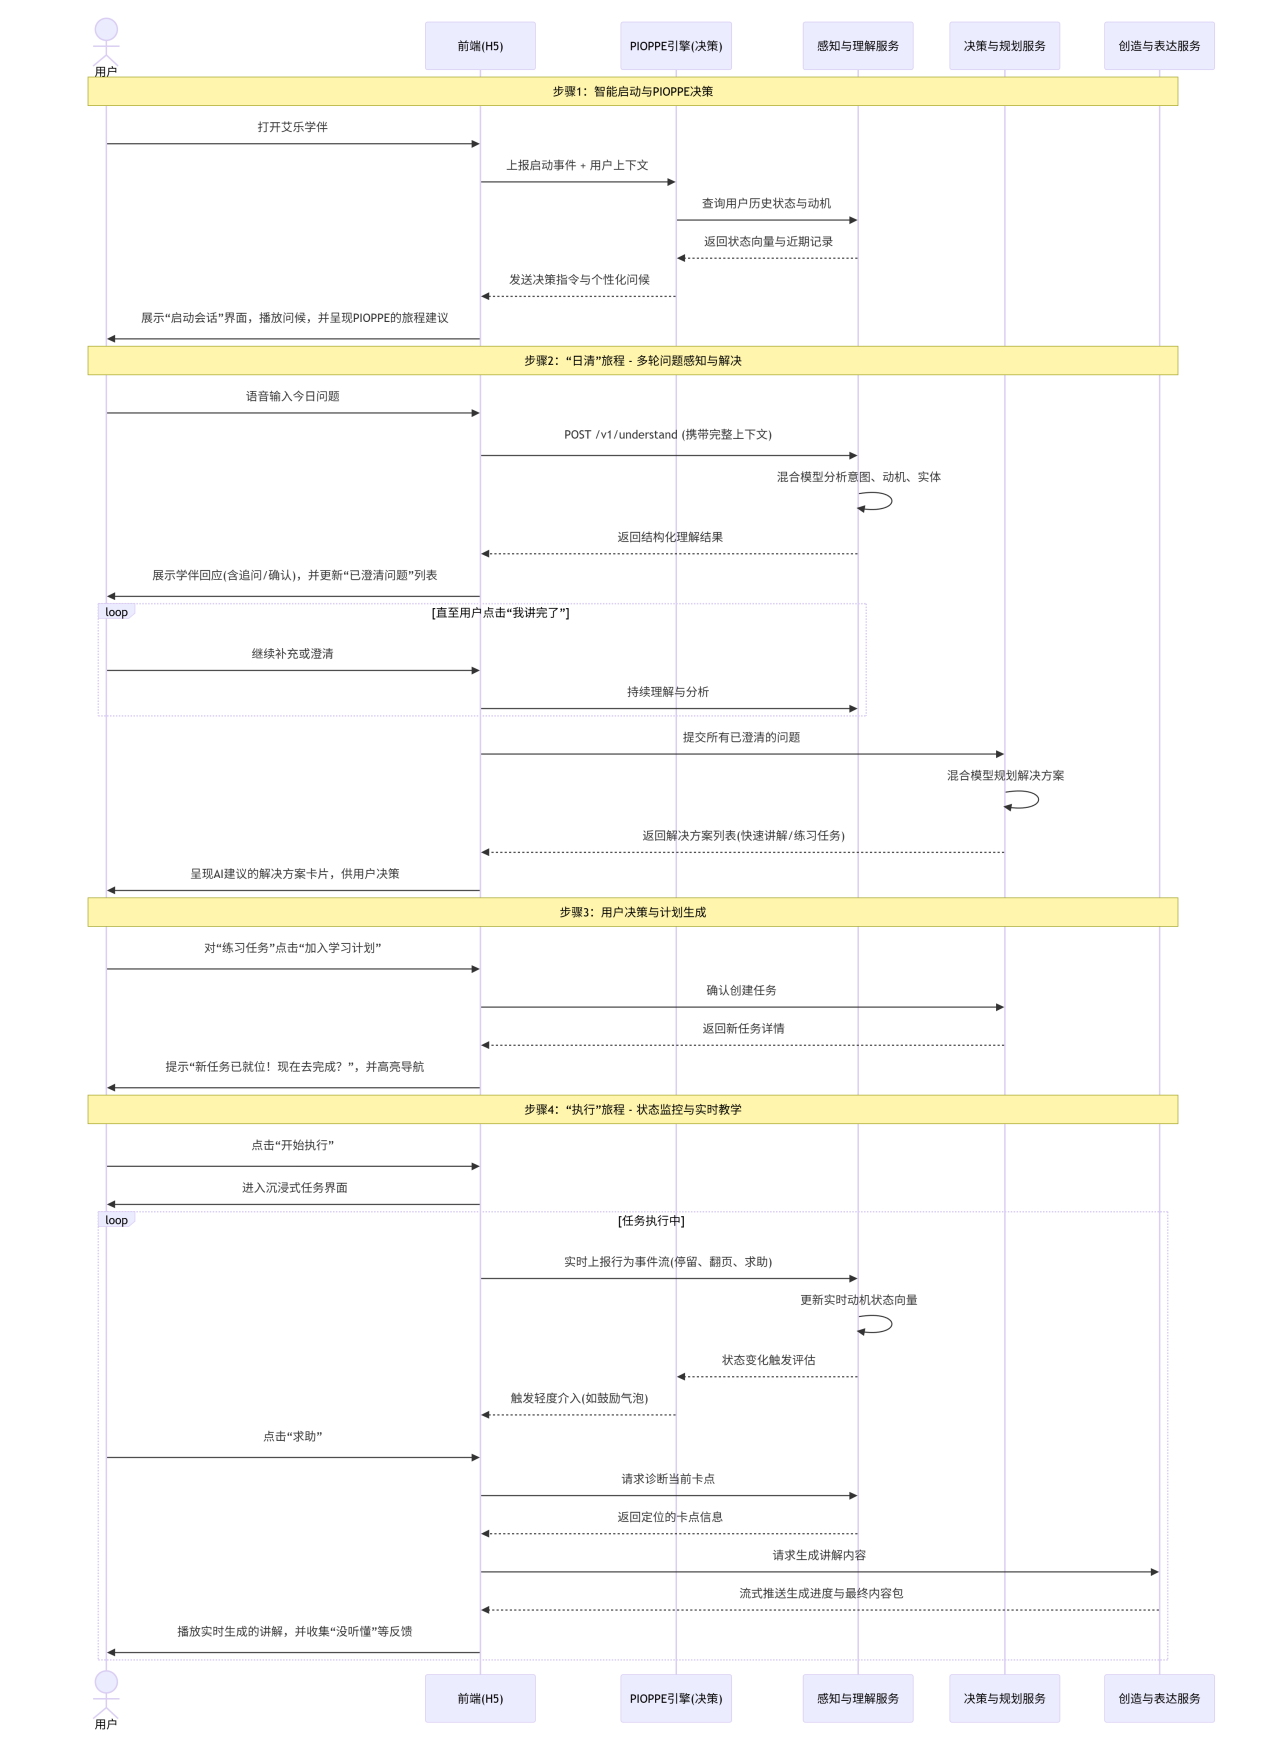 用户
前端(H5)
PIOPPE引擎(决策)
感知与理解服务
决策与规划服务
创造与表达服务
步骤1：智能启动与PIOPPE决策
打开艾乐学伴
上报启动事件 + 用户上下文
查询用户历史状态与动机
返回状态向量与近期记录
发送决策指令与个性化问候
展示“启动会话”界面，播放问候，并呈现PIOPPE的旅程建议
步骤2：“日清”旅程 - 多轮问题感知与解决
语音输入今日问题
POST /v1/understand (携带完整上下文)
混合模型分析意图、动机、实体
返回结构化理解结果
展示学伴回应(含追问/确认)，并更新“已澄清问题”列表
loop
[直至用户点击“我讲完了”]
继续补充或澄清
持续理解与分析
提交所有已澄清的问题
混合模型规划解决方案
返回解决方案列表(快速讲解/练习任务)
呈现AI建议的解决方案卡片，供用户决策
步骤3：用户决策与计划生成
对“练习任务”点击“加入学习计划”
确认创建任务
返回新任务详情
提示“新任务已就位！现在去完成？”，并高亮导航
步骤4：“执行”旅程 - 状态监控与实时教学
点击“开始执行”
进入沉浸式任务界面
loop
[任务执行中]
实时上报行为事件流(停留、翻页、求助)
更新实时动机状态向量
状态变化触发评估
触发轻度介入(如鼓励气泡)
点击“求助”
请求诊断当前卡点
返回定位的卡点信息
请求生成讲解内容
流式推送生成进度与最终内容包
播放实时生成的讲解，并收集“没听懂”等反馈
用户
前端(H5)
PIOPPE引擎(决策)
感知与理解服务
决策与规划服务
创造与表达服务